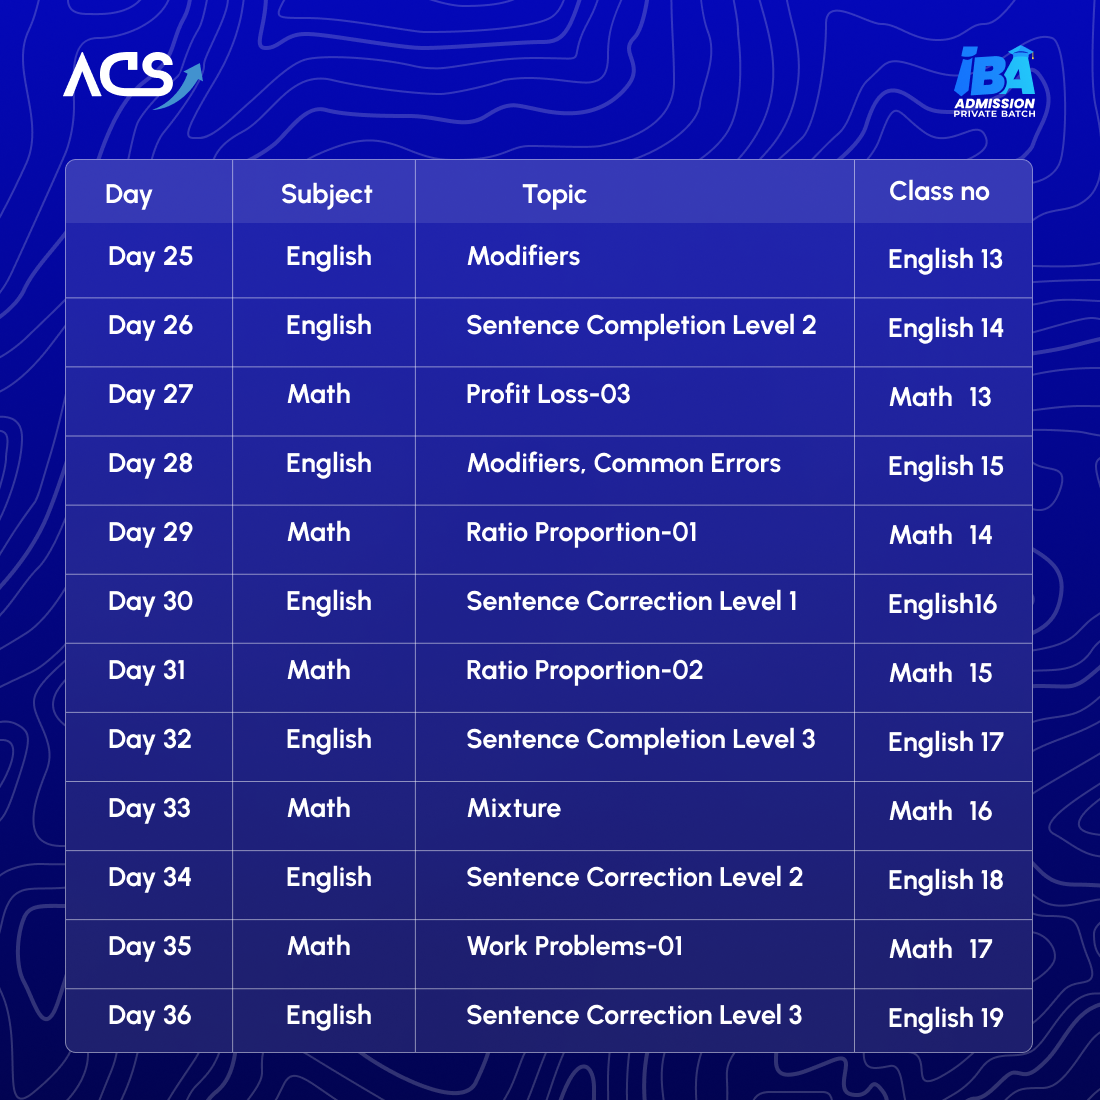 ACS
iBA
ADMISSION
PRIVATE BATCH
Day Subject Topic Class no
Day 25 English Modifiers English 13
Day 26 English Sentence Completion Level 2 English 14
Day 27 Math Profit Loss-03 Math 13
Day 28 English Modifiers, Common Errors English 15
Day 29 Math Ratio Proportion-01 Math 14
Day 30 English Sentence Correction Level 1 English16
Day 31 Math Ratio Proportion-02 Math 15
Day 32 English Sentence Completion Level 3 English 17
Day 33 Math Mixture Math 16
Day 34 English Sentence Correction Level 2 English 18
Day 35 Math Work Problems-01 Math 17
Day 36 English Sentence Correction Level 3 English 19